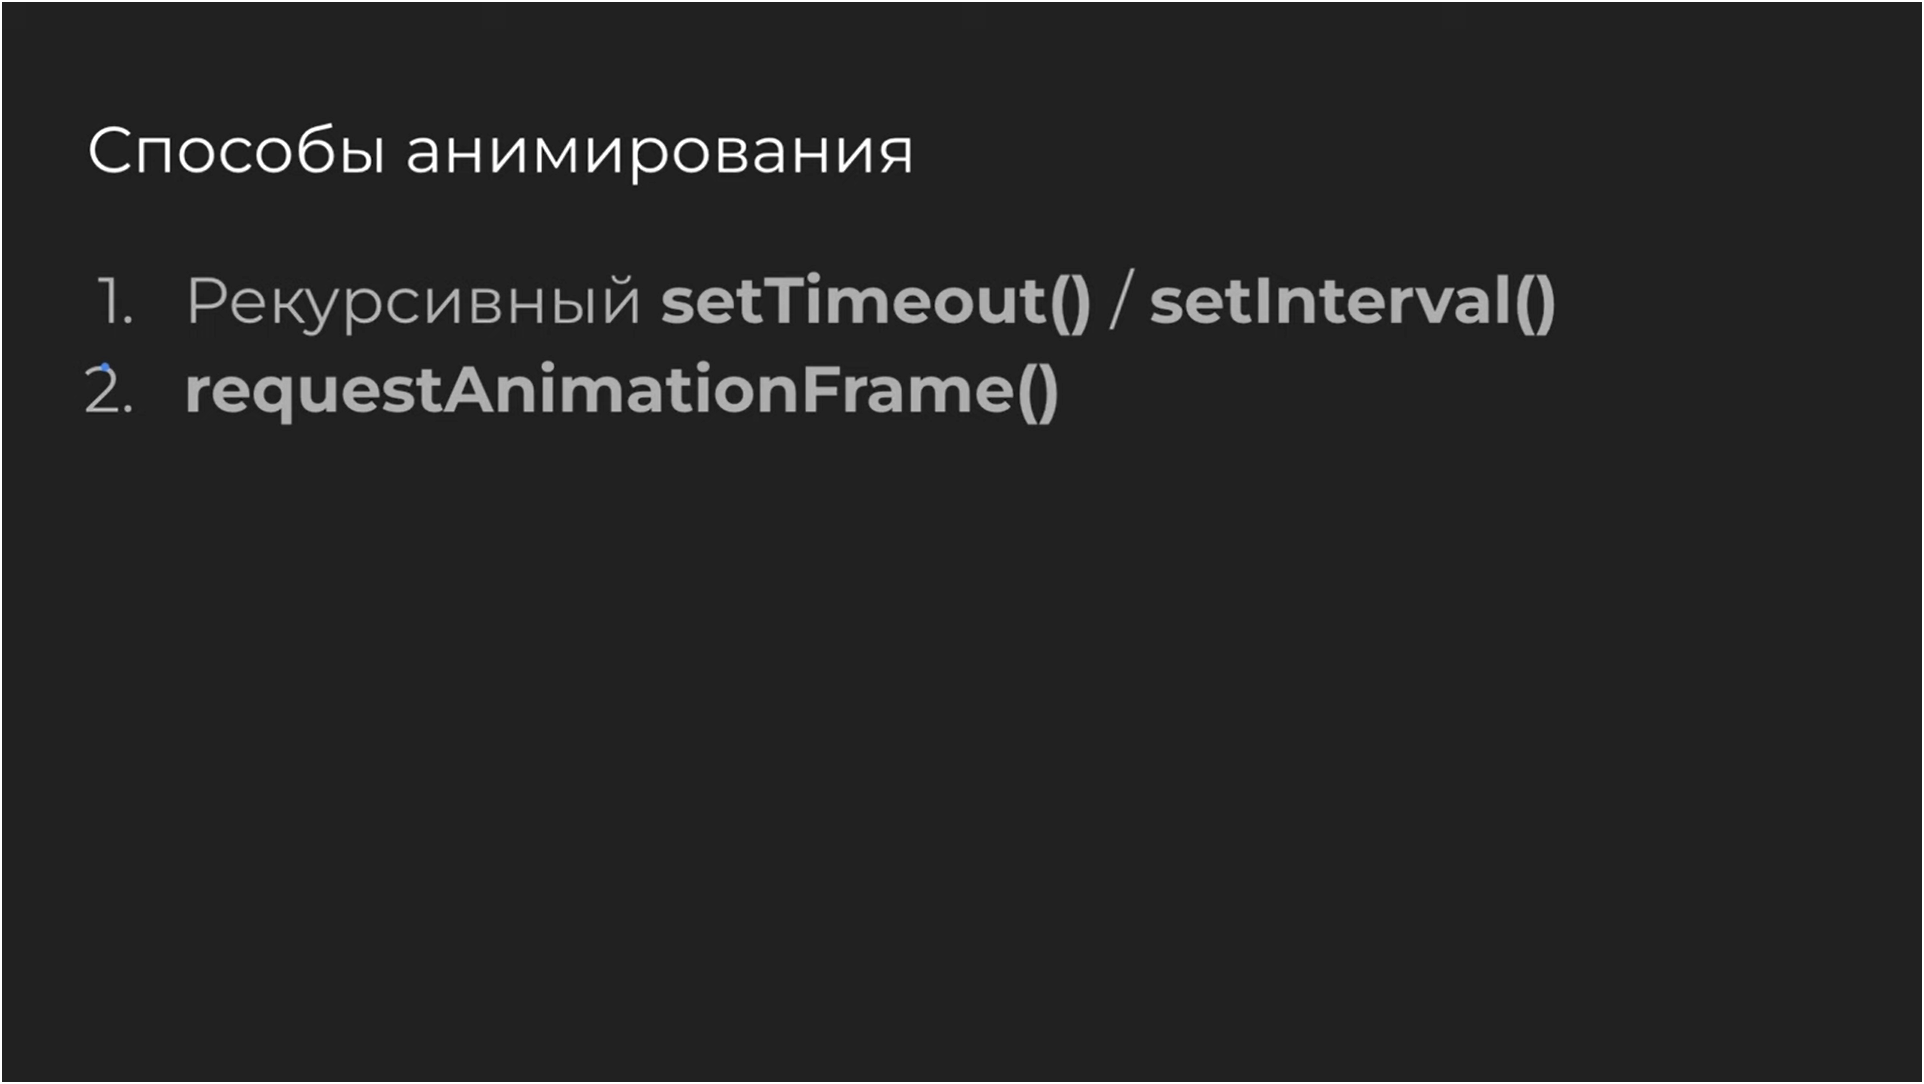 Способы анимирования
1. Рекурсивный setTimeout() / setInterval()
2. requestAnimationFrame()